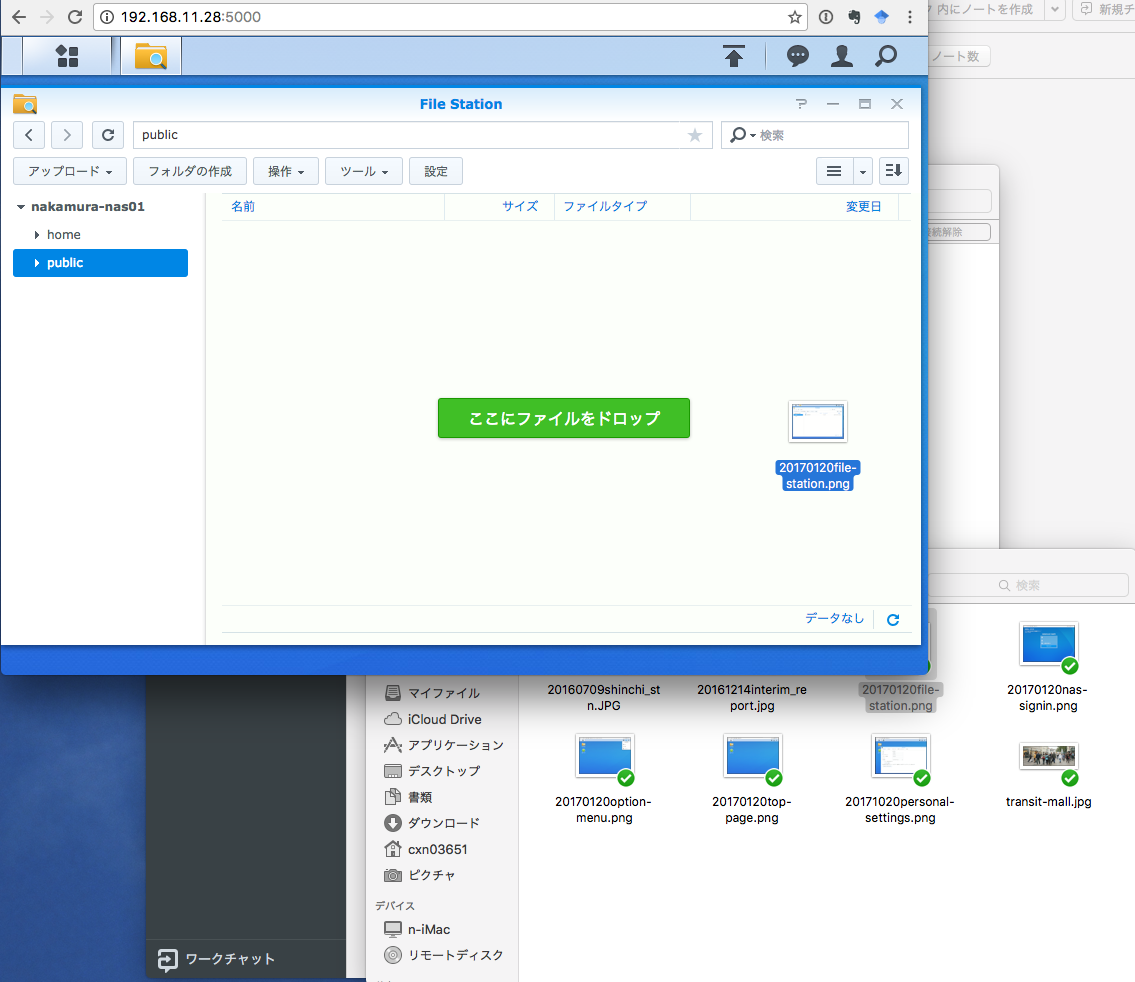 192.168.11.28:5000
内にノートを作成
新規チ
ノート数
File Station
public
検索
アップロード
フォルダの作成
操作
ツール
設定
nakamura-nas01
home
public
名前
サイズ
ファイルタイプ
変更日
接続解除
ここにファイルをドロップ
20170120file-
station.png
データなし
検索
マイファイル
iCloud Drive
アプリケーション
デスクトップ
書類
ダウンロード
cxn03651
ピクチャ
デバイス
n-iMac
リモートディスク
20160709shinchi_st
n.JPG
20161214interim_re
port.jpg
20170120file-
station.png
20170120nas-
signin.png
20170120option-
menu.png
20170120top-
page.png
20171020personal-
settings.png
transit-mall.jpg
ワークチャット